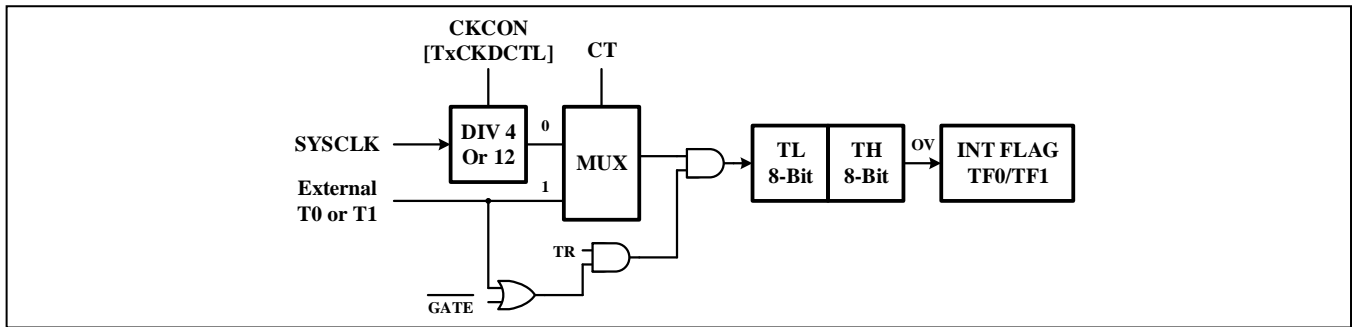 CKCON
[TxCKDCTL]
CT
SYSCLK
DIV 4
Or 12
0
MUX
External
T0 or T1
1
TL
8-Bit
TH
8-Bit
OV
INT FLAG
TF0/TF1
TR
GATE